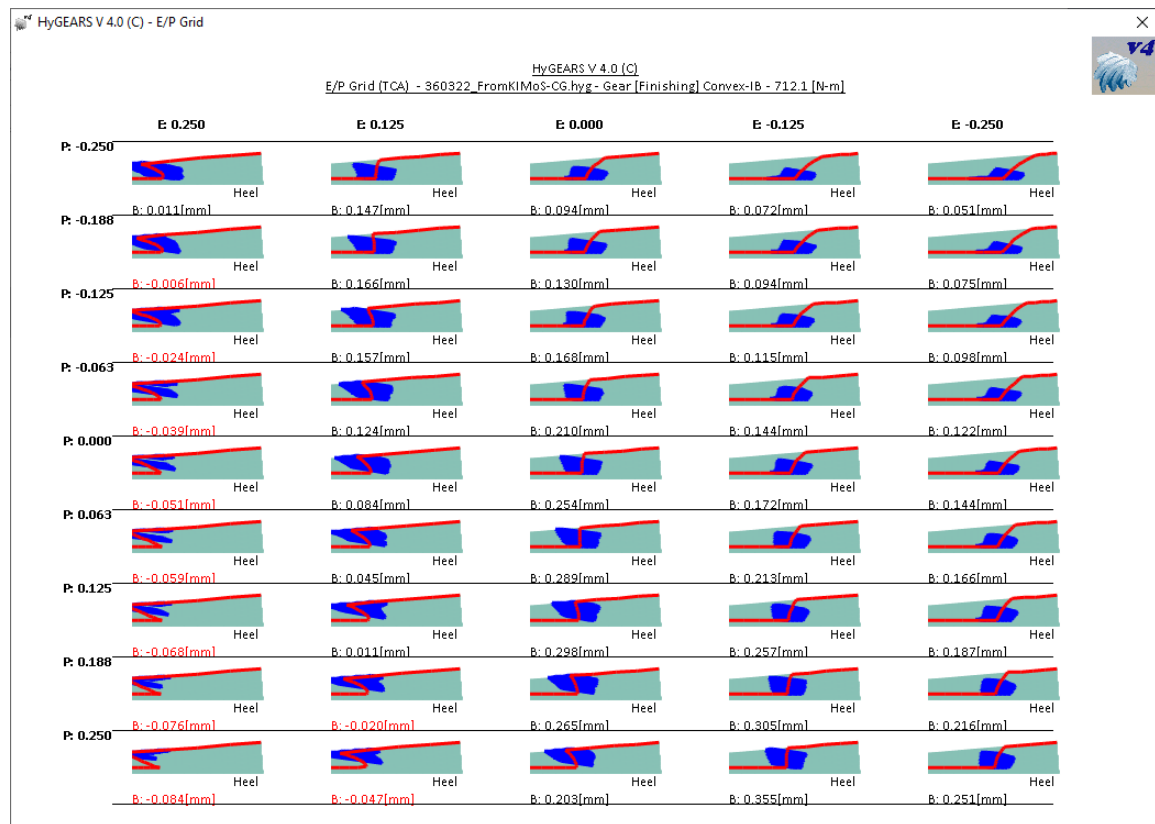 HyGEARS V 4.0 (C) - E/P Grid
V4
HyGEARS V 4.0 (C)
E/P Grid (TCA) - 360322_FromKIMoS-CG.hyg - Gear [Finishing] Convex-IB - 712.1 [N-m]
E: 0.250 E: 0.125 E: 0.000 E: -0.125 E: -0.250
P: -0.250
Heel Heel Heel Heel Heel
B: 0.011[mm] B: 0.147[mm] B: 0.094[mm] B: 0.072[mm] B: 0.051[mm]
P: -0.188
Heel Heel Heel Heel Heel
B: -0.006[mm] B: 0.166[mm] B: 0.130[mm] B: 0.094[mm] B: 0.075[mm]
P: -0.125
Heel Heel Heel Heel Heel
B: -0.024[mm] B: 0.157[mm] B: 0.168[mm] B: 0.115[mm] B: 0.098[mm]
P: -0.063
Heel Heel Heel Heel Heel
B: -0.039[mm] B: 0.124[mm] B: 0.210[mm] B: 0.144[mm] B: 0.122[mm]
P: 0.000
Heel Heel Heel Heel Heel
B: -0.051[mm] B: 0.084[mm] B: 0.254[mm] B: 0.172[mm] B: 0.144[mm]
P: 0.063
Heel Heel Heel Heel Heel
B: -0.059[mm] B: 0.045[mm] B: 0.289[mm] B: 0.213[mm] B: 0.166[mm]
P: 0.125
Heel Heel Heel Heel Heel
B: -0.068[mm] B: 0.011[mm] B: 0.298[mm] B: 0.257[mm] B: 0.187[mm]
P: 0.188
Heel Heel Heel Heel Heel
B: -0.076[mm] B: -0.020[mm] B: 0.265[mm] B: 0.305[mm] B: 0.216[mm]
P: 0.250
Heel Heel Heel Heel Heel
B: -0.084[mm] B: -0.047[mm] B: 0.203[mm] B: 0.355[mm] B: 0.251[mm]